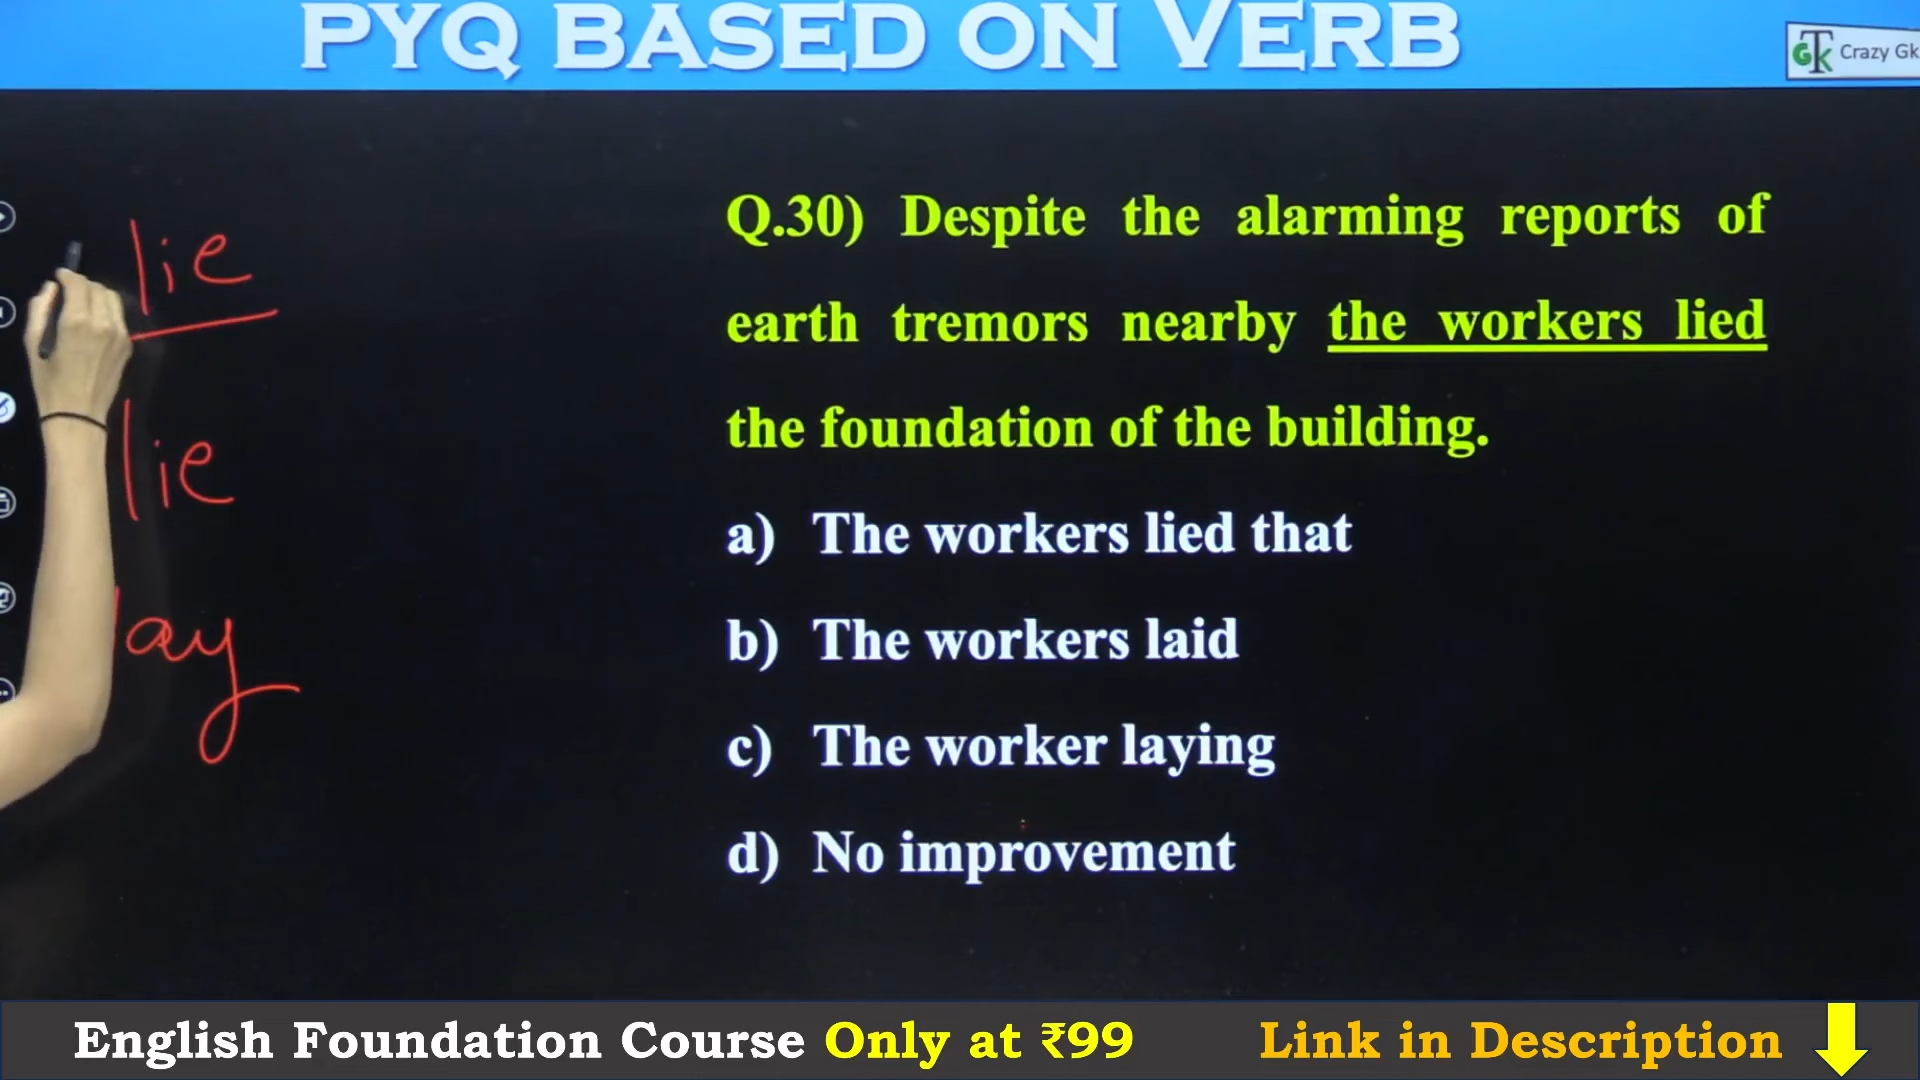 PYQ BASED ON VERB
GTK Crazy Gk
lie
lie
lay
Q.30) Despite the alarming reports of
earth tremors nearby the workers lied
the foundation of the building.
a) The workers lied that
b) The workers laid
c) The worker laying
d) No improvement
English Foundation Course Only at ₹99 Link in Description